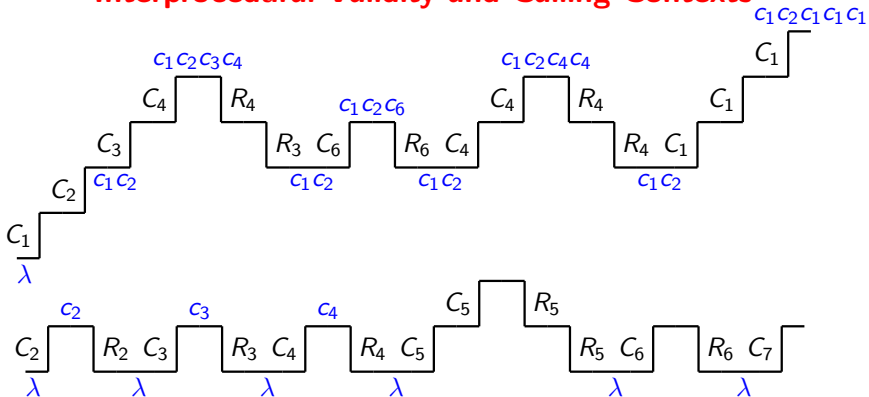 Interprocedural Validity and Calling Contexts
c₁c₂c₁c₁c₁
c₁c₂c₃c₄ c₁c₂c₄c₄ C₁
C₄ R₄ c₁c₂c₆ C₄ R₄ C₁
C₃ R₃ C₆ R₆ C₄ R₄ C₁
C₂ c₁c₂ c₁c₂ c₁c₂ c₁c₂
C₁
λ
c₂ c₃ c₄ C₅ R₅
C₂ R₂ C₃ R₃ C₄ R₄ C₅ R₅ C₆ R₆ C₇
λ λ λ λ λ λ